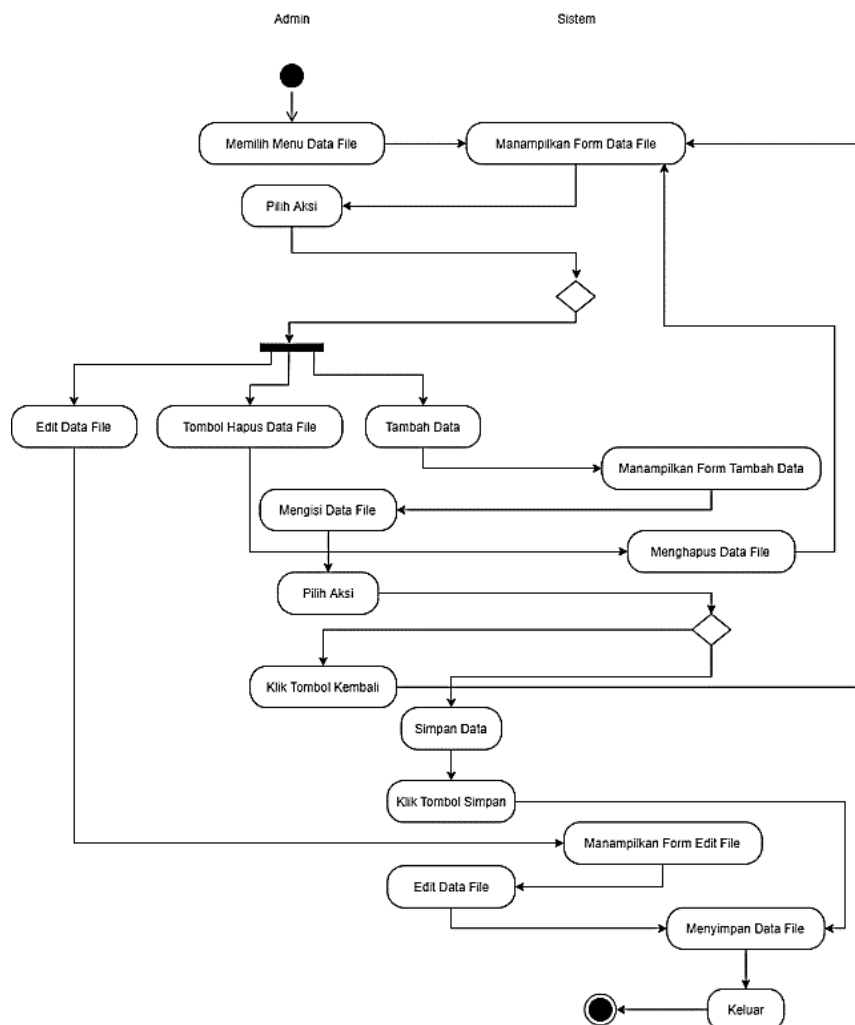 Admin
Sistem
Memilih Menu Data File
Manampilkan Form Data File
Pilih Aksi
Edit Data File
Tombol Hapus Data File
Tambah Data
Manampilkan Form Tambah Data
Mengisi Data File
Menghapus Data File
Pilih Aksi
Klik Tombol Kembali
Simpan Data
Klik Tombol Simpan
Manampilkan Form Edit File
Edit Data File
Menyimpan Data File
Keluar